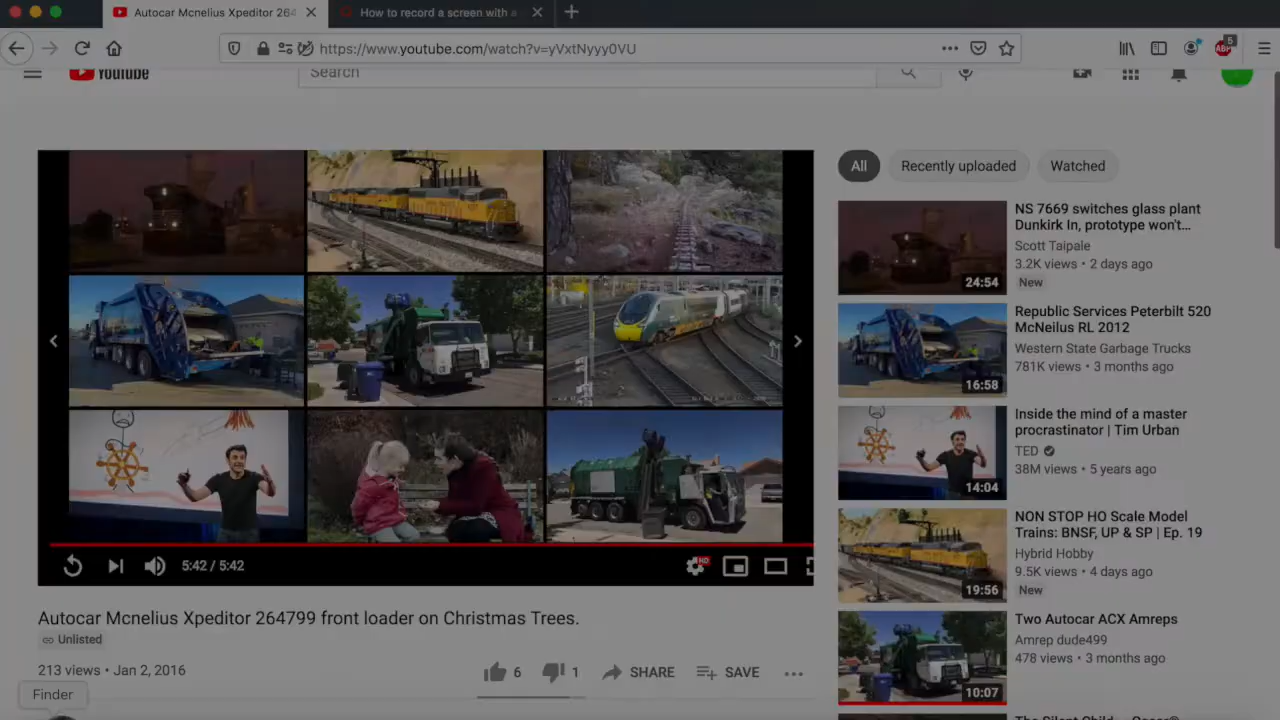 Autocar Mcnelius Xpeditor 264
How to record a screen with a
https://www.youtube.com/watch?v=yVxtNyyy0VU
ABP
5
YouTube
Search
All
Recently uploaded
Watched
NS 7669 switches glass plant
Dunkirk In, prototype won't...
Scott Taipale
3.2K views • 2 days ago
New
24:54
Republic Services Peterbilt 520
McNeilus RL 2012
Western State Garbage Trucks
781K views • 3 months ago
16:58
Inside the mind of a master
procrastinator | Tim Urban
TED
38M views • 5 years ago
14:04
NON STOP HO Scale Model
Trains: BNSF, UP & SP | Ep. 19
Hybrid Hobby
9.5K views • 4 days ago
New
19:56
Two Autocar ACX Amreps
Amrep dude499
478 views • 3 months ago
10:07
5:42 / 5:42
HD
Autocar Mcnelius Xpeditor 264799 front loader on Christmas Trees.
Unlisted
213 views • Jan 2, 2016
6
1
SHARE
SAVE
Finder